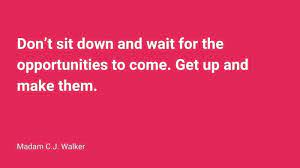 Don’t sit down and wait for the
opportunities to come. Get up and
make them.
Madam C.J. Walker